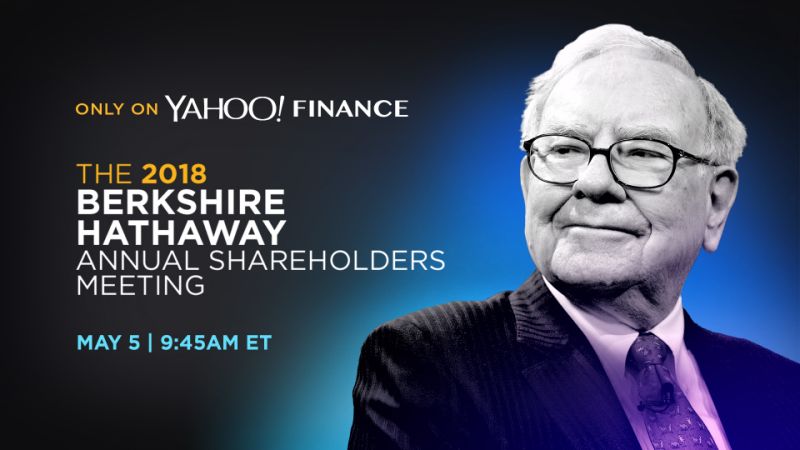 ONLY ON YAHOO! FINANCE
THE 2018
BERKSHIRE
HATHAWAY
ANNUAL SHAREHOLDERS
MEETING
MAY 5 | 9:45AM ET